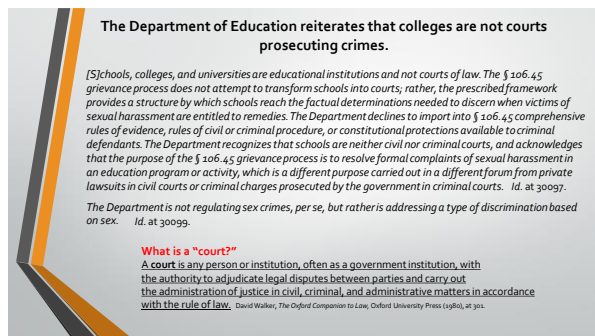 The Department of Education reiterates that colleges are not courts
prosecuting crimes.
[S]chools, colleges, and universities are educational institutions and not courts of law. The § 106.45
grievance process does not attempt to transform schools into courts; rather, the prescribed framework
provides a structure by which schools reach the factual determinations needed to discern when victims of
sexual harassment are entitled to remedies. The Department declines to import into § 106.45 comprehensive
rules of evidence, rules of civil or criminal procedure, or constitutional protections available to criminal
defendants. The Department recognizes that schools are neither civil nor criminal courts, and acknowledges
that the purpose of the § 106.45 grievance process is to resolve formal complaints of sexual harassment in
an education program or activity, which is a different purpose carried out in a different forum from private
lawsuits in civil courts or criminal charges prosecuted by the government in criminal courts. Id. at 30097.
The Department is not regulating sex crimes, per se, but rather is addressing a type of discrimination based
on sex. Id. at 30099.
What is a “court?”
A court is any person or institution, often as a government institution, with
the authority to adjudicate legal disputes between parties and carry out
the administration of justice in civil, criminal, and administrative matters in accordance
with the rule of law. David Walker, The Oxford Companion to Law, Oxford University Press (1980), at 301.